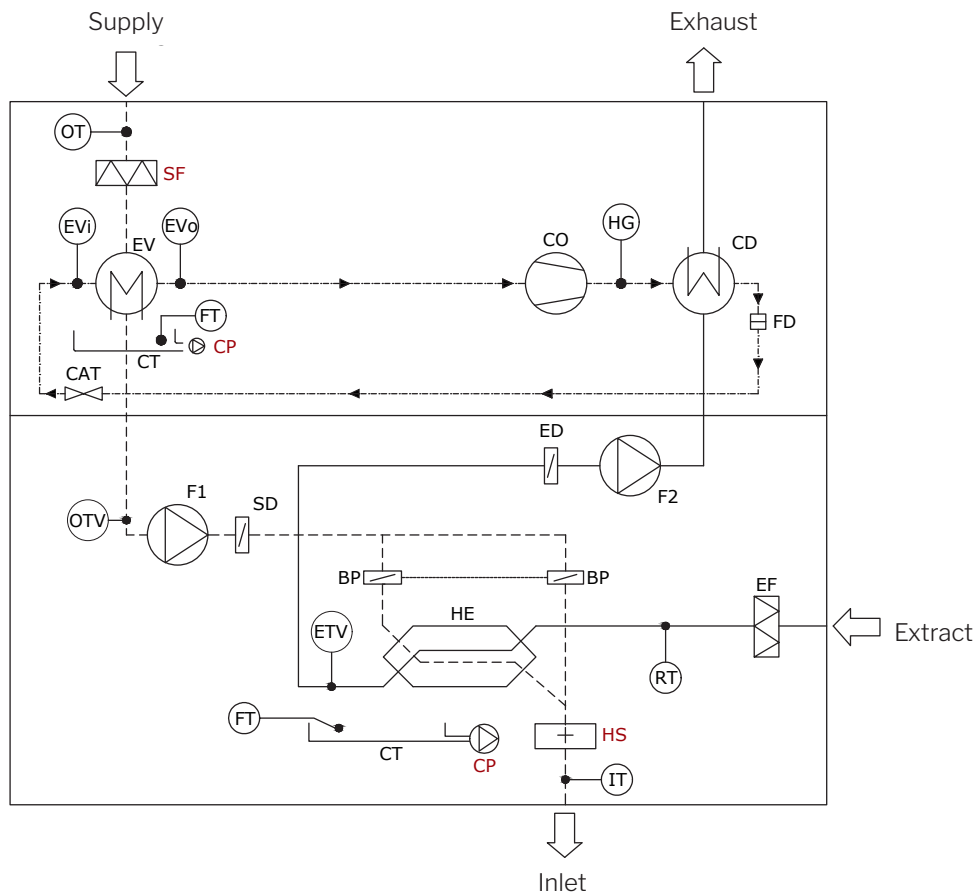 Supply
Exhaust
OT
SF
EVi
EV
EVo
CO
HG
CD
FT
FD
CT
CP
CAT
ED
F2
F1
SD
OTV
BP
BP
EF
ETV
HE
Extract
RT
FT
CT
CP
HS
IT
Inlet